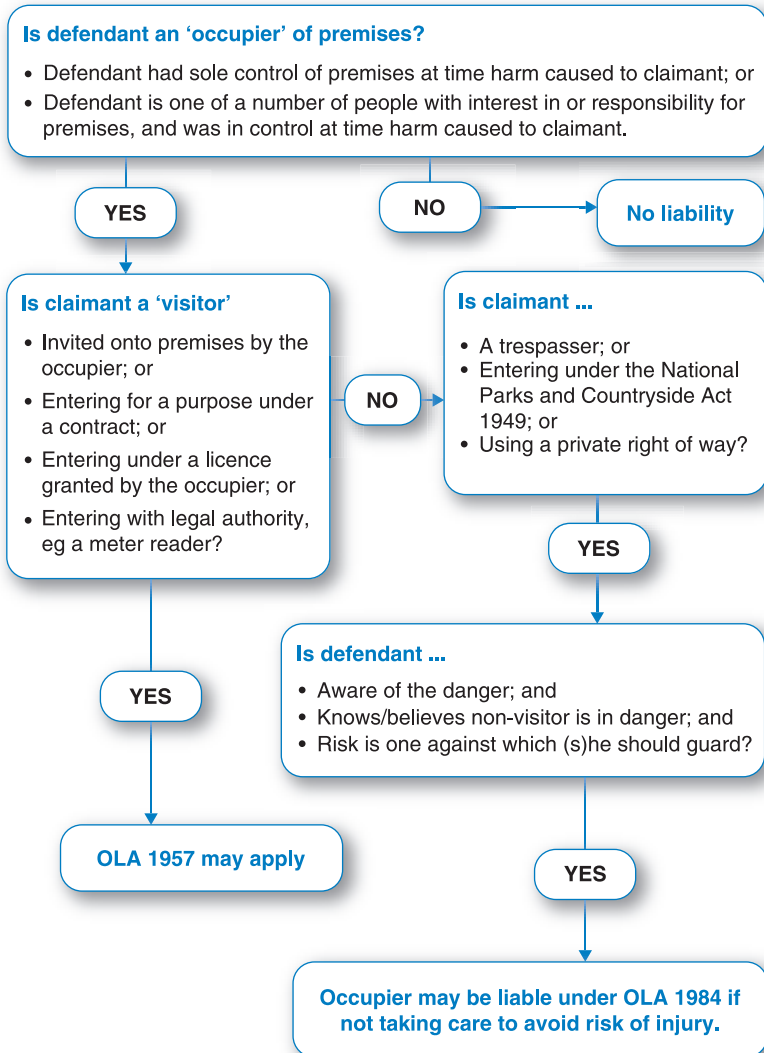 Is defendant an ‘occupier’ of premises?
• Defendant had sole control of premises at time harm caused to claimant; or
• Defendant is one of a number of people with interest in or responsibility for
premises, and was in control at time harm caused to claimant.
YES
NO
No liability
Is claimant a ‘visitor’
• Invited onto premises by the
occupier; or
• Entering for a purpose under
a contract; or
• Entering under a licence
granted by the occupier; or
• Entering with legal authority,
eg a meter reader?
NO
Is claimant ...
• A trespasser; or
• Entering under the National
Parks and Countryside Act
1949; or
• Using a private right of way?
YES
Is defendant ...
• Aware of the danger; and
• Knows/believes non-visitor is in danger; and
• Risk is one against which (s)he should guard?
YES
OLA 1957 may apply
YES
Occupier may be liable under OLA 1984 if
not taking care to avoid risk of injury.